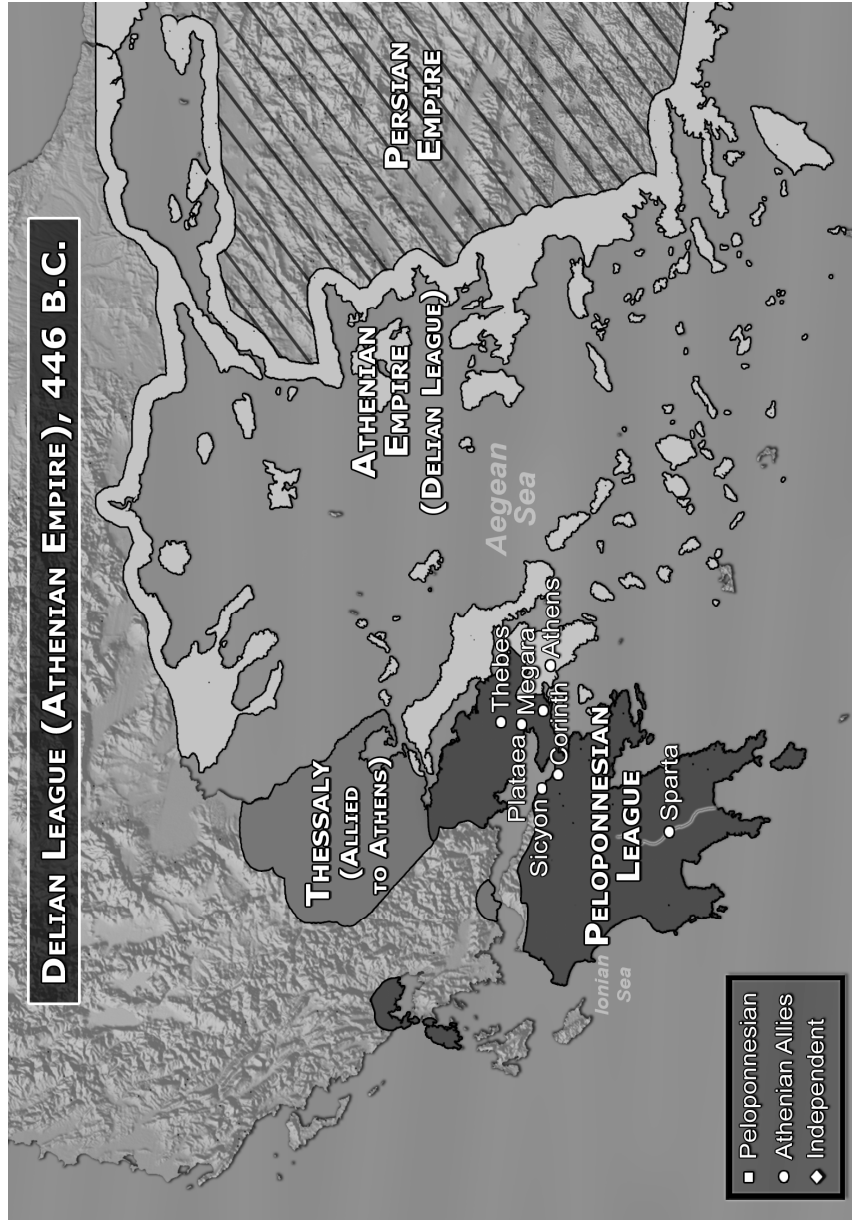 DELIAN LEAGUE (ATHENIAN EMPIRE), 446 B.C.
PERSIAN
EMPIRE
ATHENIAN
EMPIRE
(DELIAN LEAGUE)
Aegean
Sea
THESSALY
(ALLIED
TO ATHENS)
Thebes
Plataea
Megara
Athens
Sicyon
Corinth
PELOPONNESIAN
LEAGUE
Sparta
Ionian
Sea
Peloponnesian
Athenian Allies
Independent